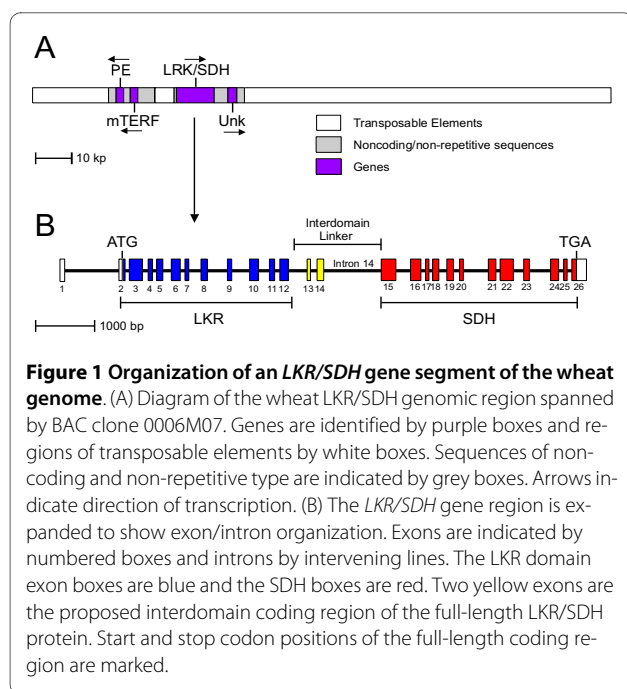 A
PE
LRK/SDH
mTERF
Unk
Transposable Elements
Noncoding/non-repetitive sequences
Genes
10 kp
B
ATG
Interdomain
Linker
Intron 14
TGA
1 2 3 4 5 6 7 8 9 10 11 12 13 14 15 16 17 18 19 20 21 22 23 24 25 26
1000 bp
LKR
SDH
Figure 1 Organization of an LKR/SDH gene segment of the wheat
genome. (A) Diagram of the wheat LKR/SDH genomic region spanned
by BAC clone 0006M07. Genes are identified by purple boxes and re-
gions of transposable elements by white boxes. Sequences of non-
coding and non-repetitive type are indicated by grey boxes. Arrows in-
dicate direction of transcription. (B) The LKR/SDH gene region is ex-
panded to show exon/intron organization. Exons are indicated by
numbered boxes and introns by intervening lines. The LKR domain
exon boxes are blue and the SDH boxes are red. Two yellow exons are
the proposed interdomain coding region of the full-length LKR/SDH
protein. Start and stop codon positions of the full-length coding re-
gion are marked.